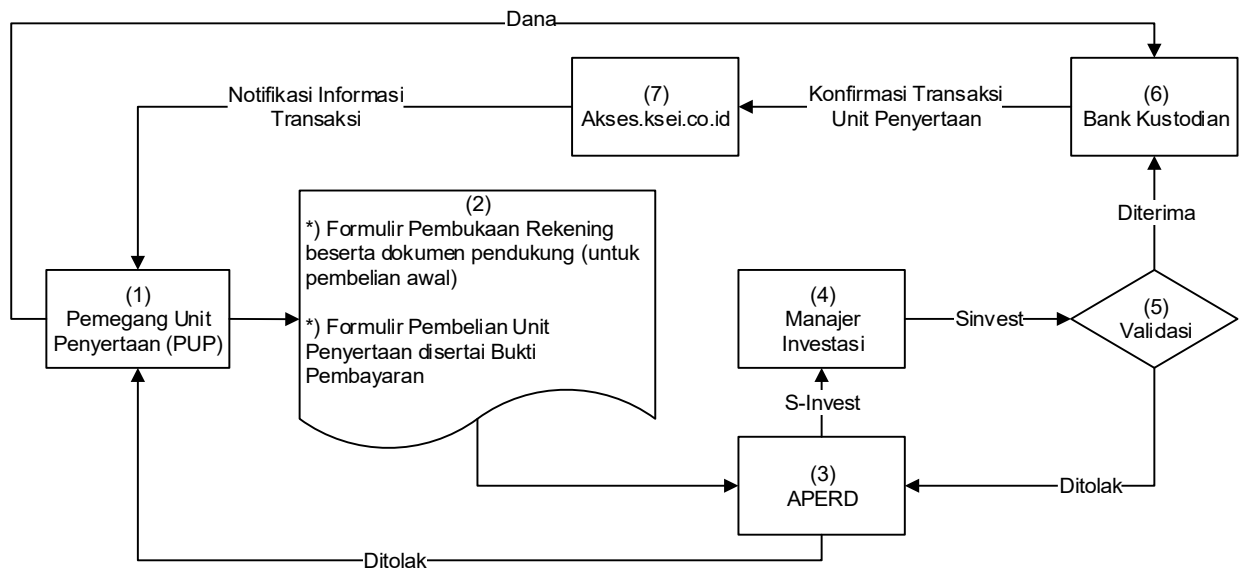 Dana
Notifikasi Informasi
Transaksi
(7)
Akses.ksei.co.id
Konfirmasi Transaksi
Unit Penyertaan
(6)
Bank Kustodian
(1)
Pemegang Unit
Penyertaan (PUP)
(2)
*) Formulir Pembukaan Rekening
beserta dokumen pendukung (untuk
pembelian awal)
*) Formulir Pembelian Unit
Penyertaan disertai Bukti
Pembayaran
(4)
Manajer
Investasi
Sinvest
Diterima
(5)
Validasi
S-Invest
(3)
APERD
Ditolak
Ditolak